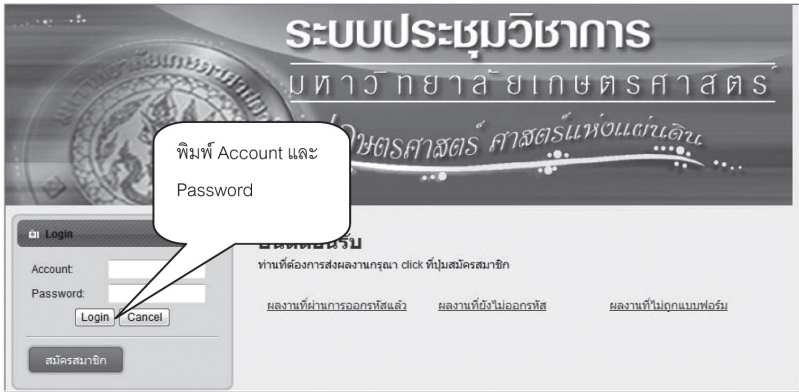 ระบบประชุมวิชาการ
มหาวิทยาลัยเกษตรศาสตร์
เกษตรศาสตร์ ศาสตร์แห่งแผ่นดิน
พิมพ์ Account และ
Password
Login
ยินดีต้อนรับ
ท่านที่ต้องการส่งผลงานกรุณา click ที่ปุ่มสมัครสมาชิก
Account:
Password:
Login Cancel
ผลงานที่ผ่านการออกรหัสแล้ว ผลงานที่ยังไม่ออกรหัส ผลงานที่ไม่ถูกแบบฟอร์ม
สมัครสมาชิก